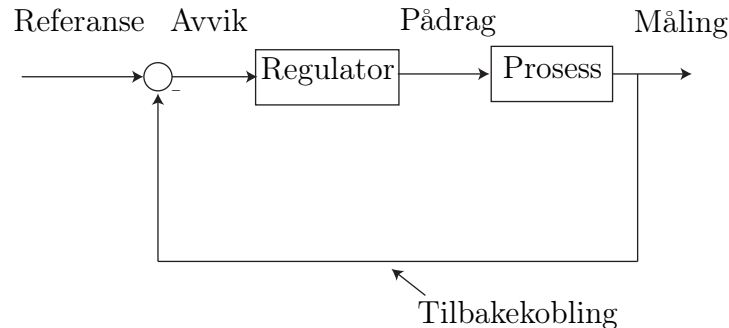 Referanse
Avvik
Pådrag
Måling
Regulator
Prosess
-
Tilbakekobling